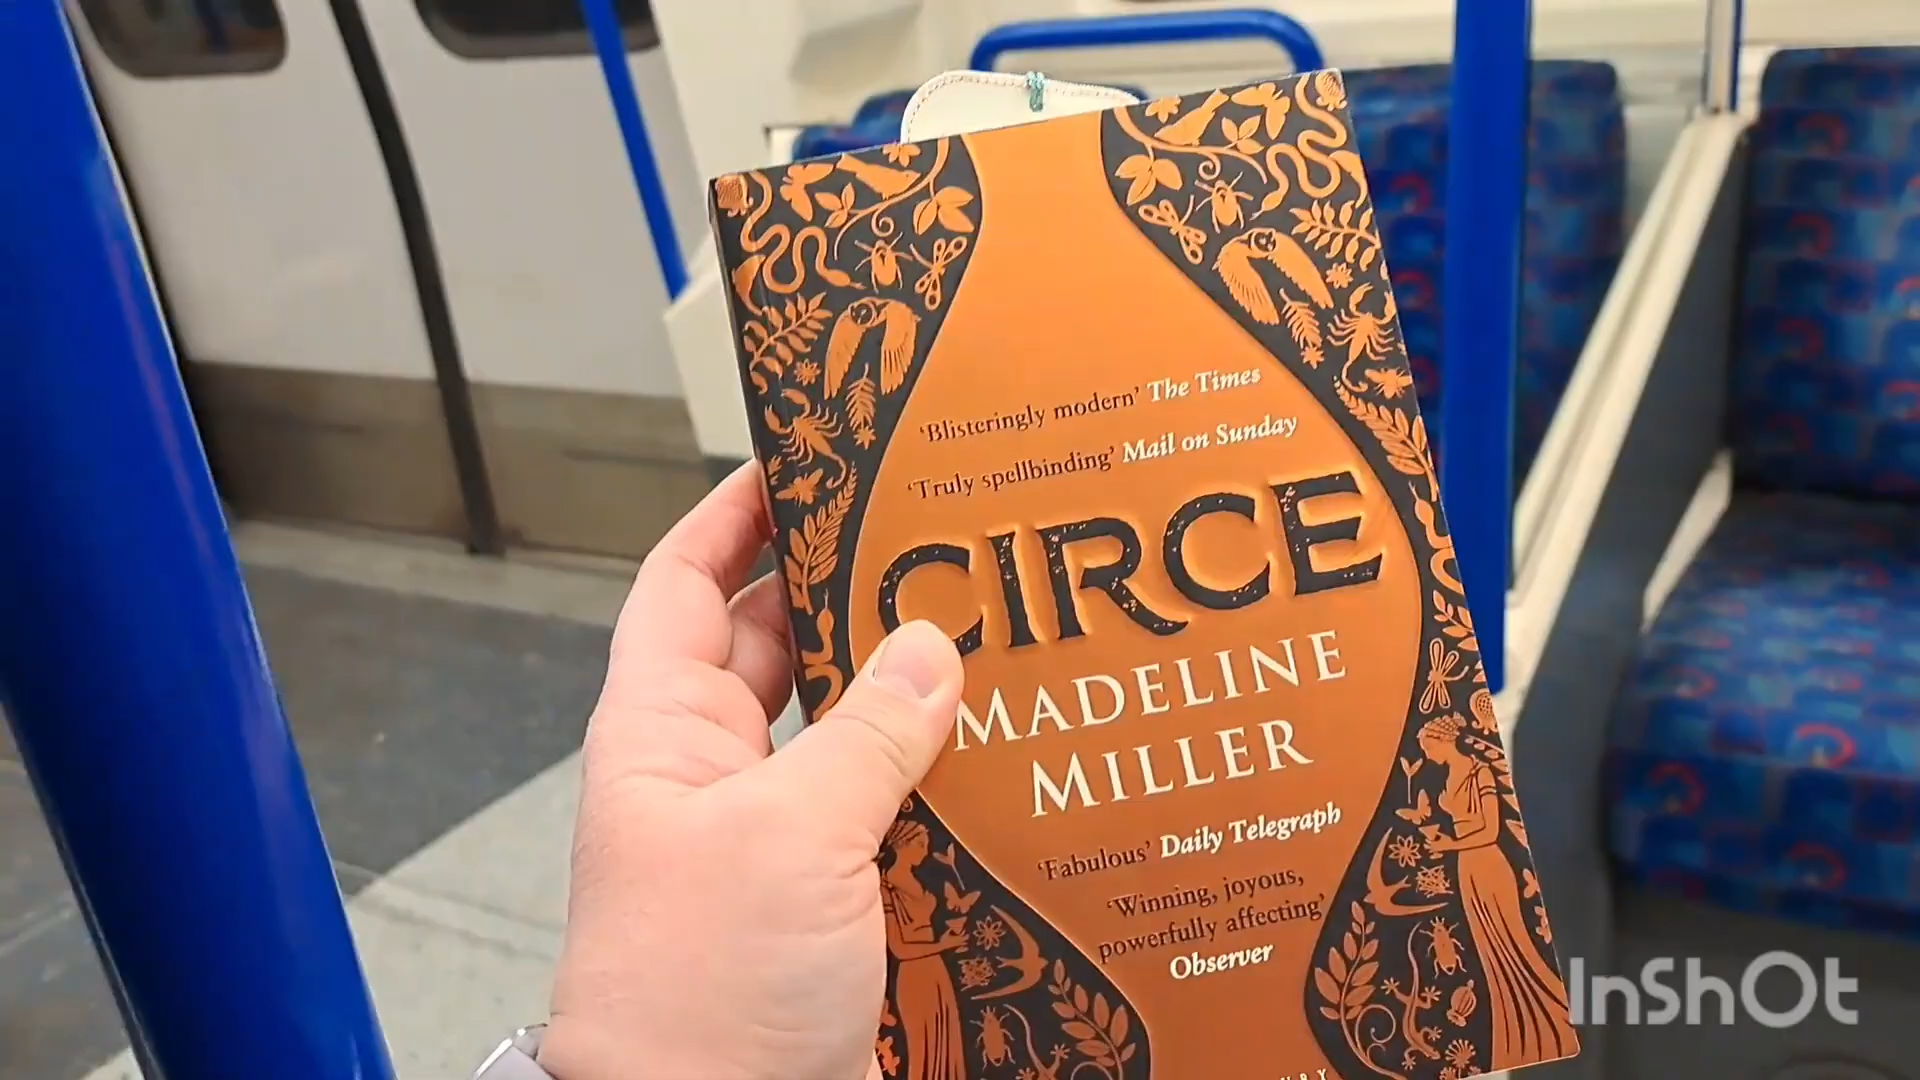 ‘Blisteringly modern’ The Times
‘Truly spellbinding’ Mail on Sunday
CIRCE
MADELINE
MILLER
‘Fabulous’ Daily Telegraph
‘Winning, joyous,
powerfully affecting’
Observer
InShOt